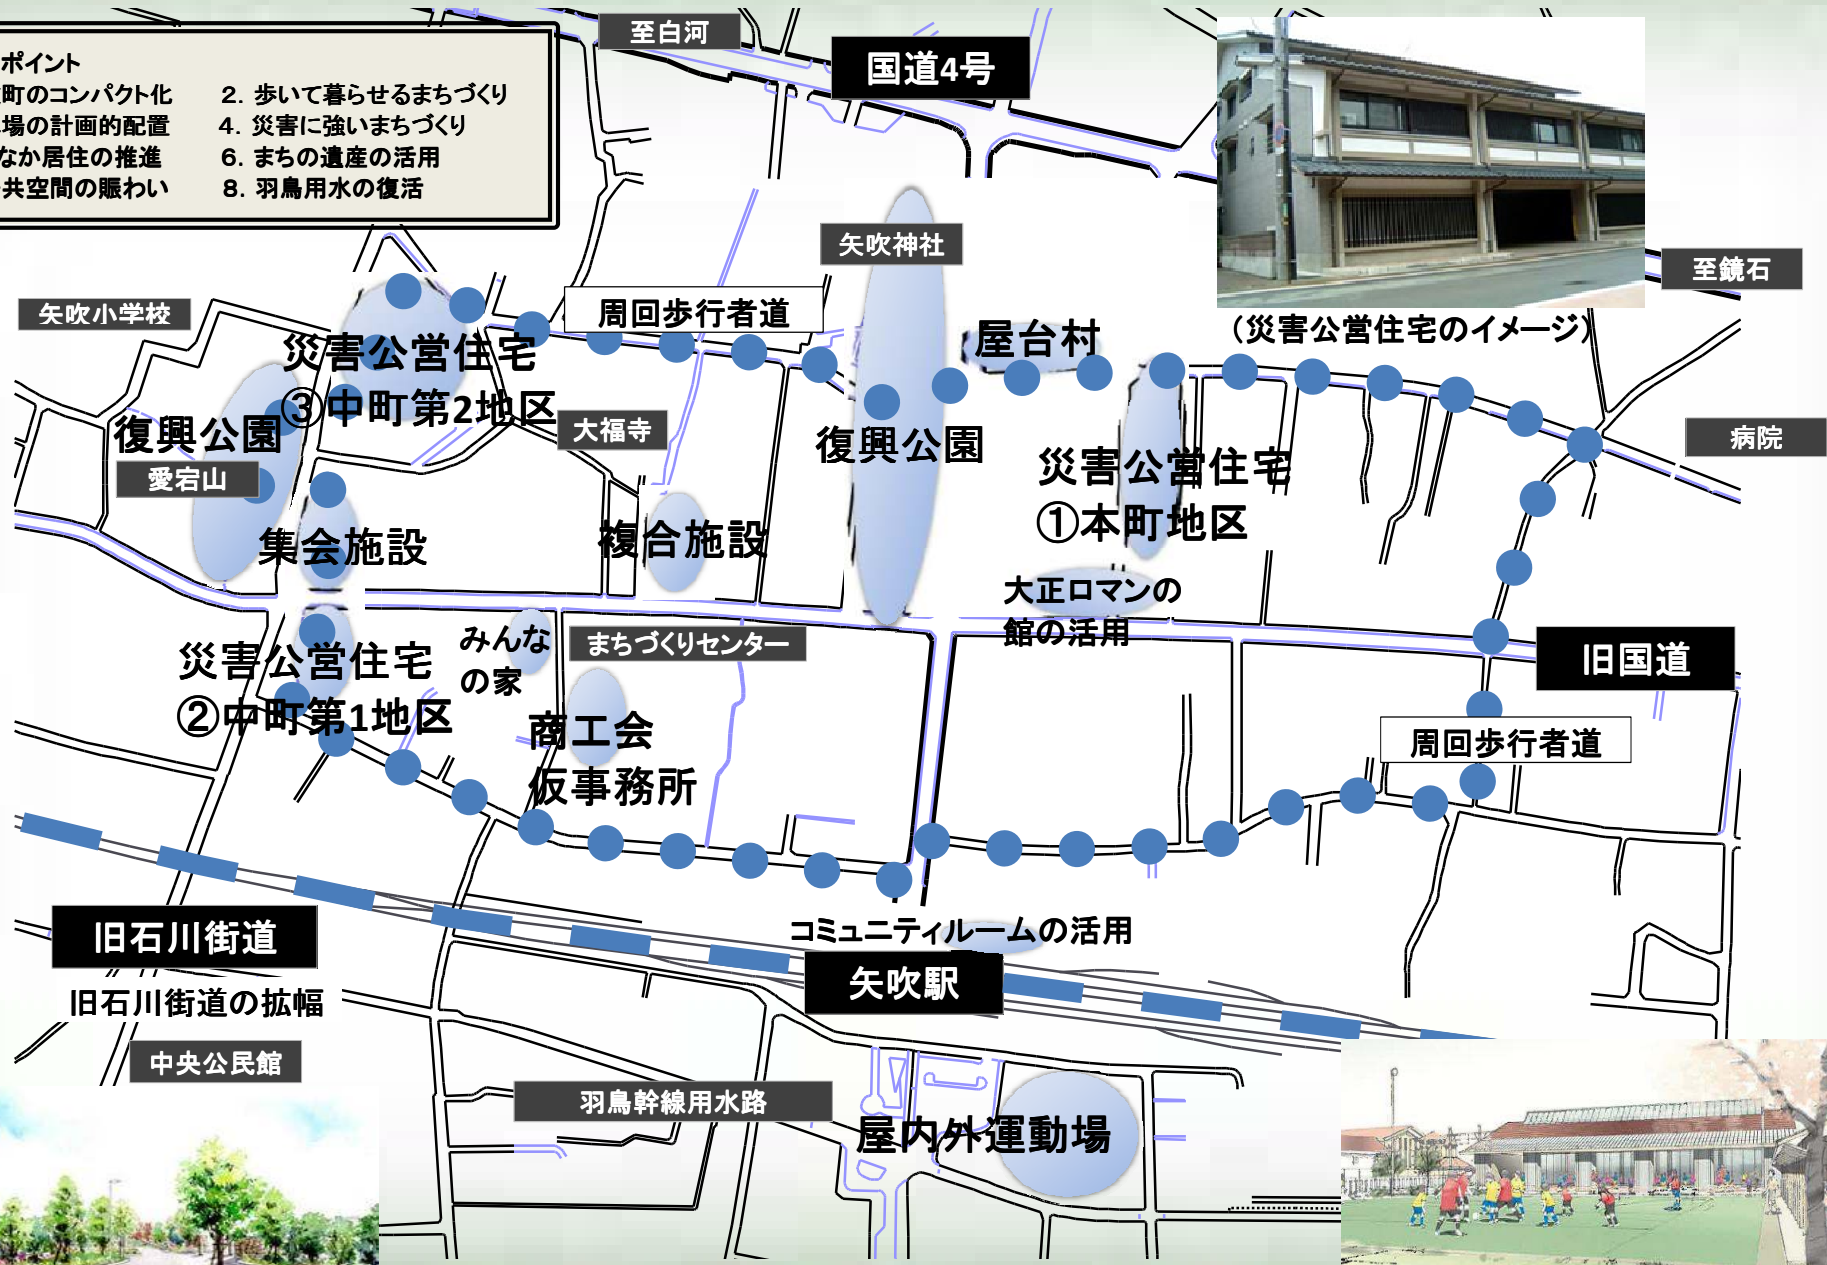 至白河
国道4号
ポイント
町のコンパクト化　2. 歩いて暮らせるまちづくり
場の計画的配置　4. 災害に強いまちづくり
なか居住の推進　6. まちの遺産の活用
共空間の賑わい　8. 羽鳥用水の復活
矢吹神社
至鏡石
矢吹小学校
周回歩行者道
(災害公営住宅のイメージ)
災害公営住宅
③中町第2地区
屋台村
復興公園
愛宕山
大福寺
復興公園
病院
災害公営住宅
①本町地区
集会施設
複合施設
大正ロマンの
館の活用
災害公営住宅
②中町第1地区
みんな
の家
まちづくりセンター
旧国道
商工会
仮事務所
周回歩行者道
旧石川街道
旧石川街道の拡幅
コミュニティルームの活用
矢吹駅
中央公民館
羽鳥幹線用水路
屋内外運動場